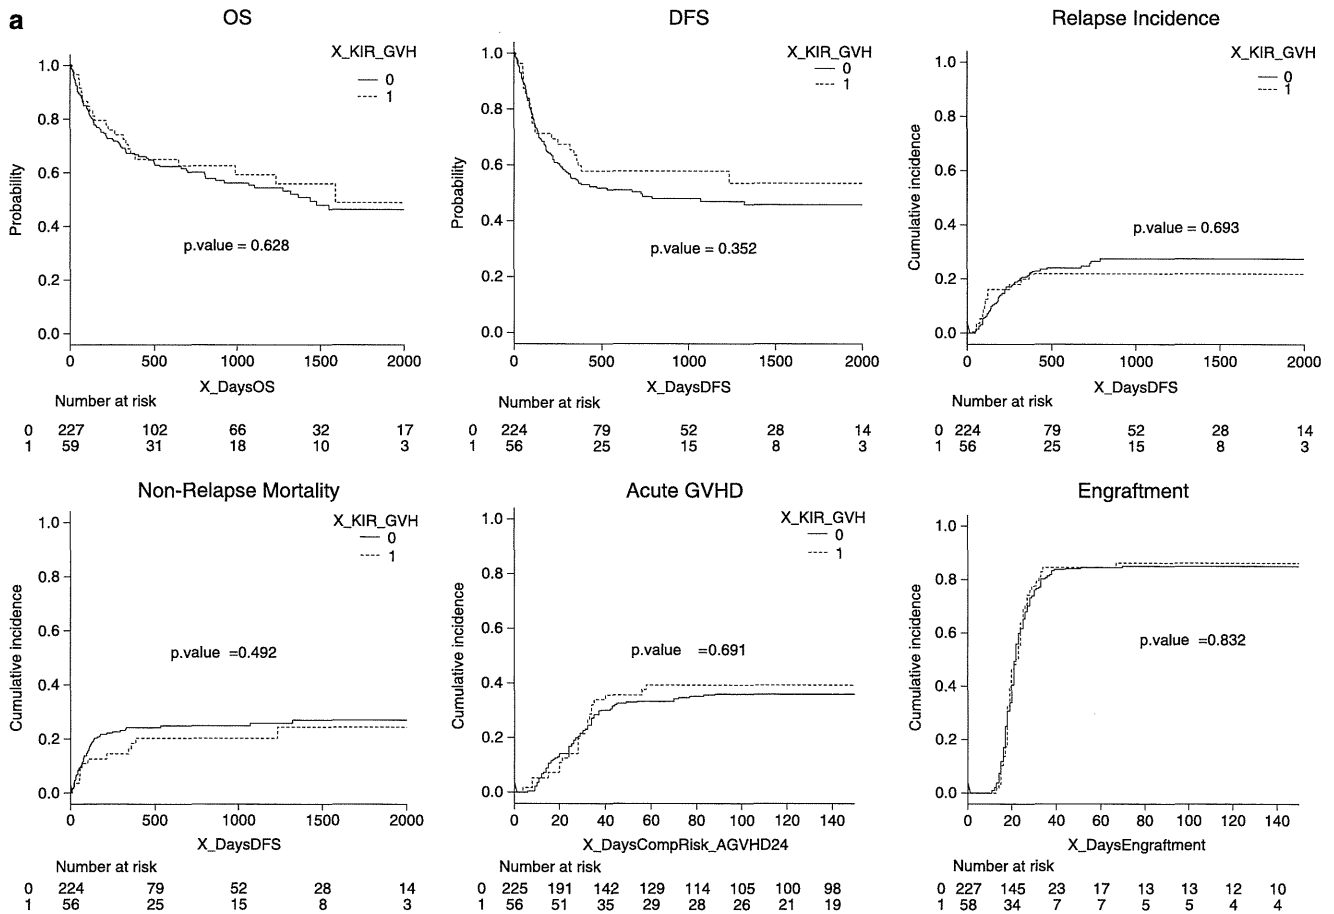 a
OS
X_KIR_GVH
0
1
Probability
1.0
0.8
0.6
0.4
0.2
0.0
p.value = 0.628
0 500 1000 1500 2000
X_DaysOS
Number at risk
0 227 102 66 32 17
1 59 31 18 10 3
DFS
X_KIR_GVH
0
1
Probability
1.0
0.8
0.6
0.4
0.2
0.0
p.value = 0.352
0 500 1000 1500 2000
X_DaysDFS
Number at risk
0 224 79 52 28 14
1 56 25 15 8 3
Relapse Incidence
X_KIR_GVH
0
1
Cumulative incidence
1.0
0.8
0.6
0.4
0.2
0.0
p.value = 0.693
0 500 1000 1500 2000
X_DaysDFS
Number at risk
0 224 79 52 28 14
1 56 25 15 8 3
Non-Relapse Mortality
X_KIR_GVH
0
1
Cumulative incidence
1.0
0.8
0.6
0.4
0.2
0.0
p.value =0.492
0 500 1000 1500 2000
X_DaysDFS
Number at risk
0 224 79 52 28 14
1 56 25 15 8 3
Acute GVHD
X_KIR_GVH
0
1
Cumulative incidence
1.0
0.8
0.6
0.4
0.2
0.0
p.value =0.691
0 20 40 60 80 100 120 140
X_DaysCompRisk_AGVHD24
Number at risk
0 225 191 142 129 114 105 100 98
1 56 51 35 29 28 26 21 19
Engraftment
Cumulative incidence
1.0
0.8
0.6
0.4
0.2
0.0
p.value =0.832
0 20 40 60 80 100 120 140
X_DaysEngraftment
Number at risk
0 227 145 23 17 13 13 12 10
1 58 34 7 7 5 5 4 4